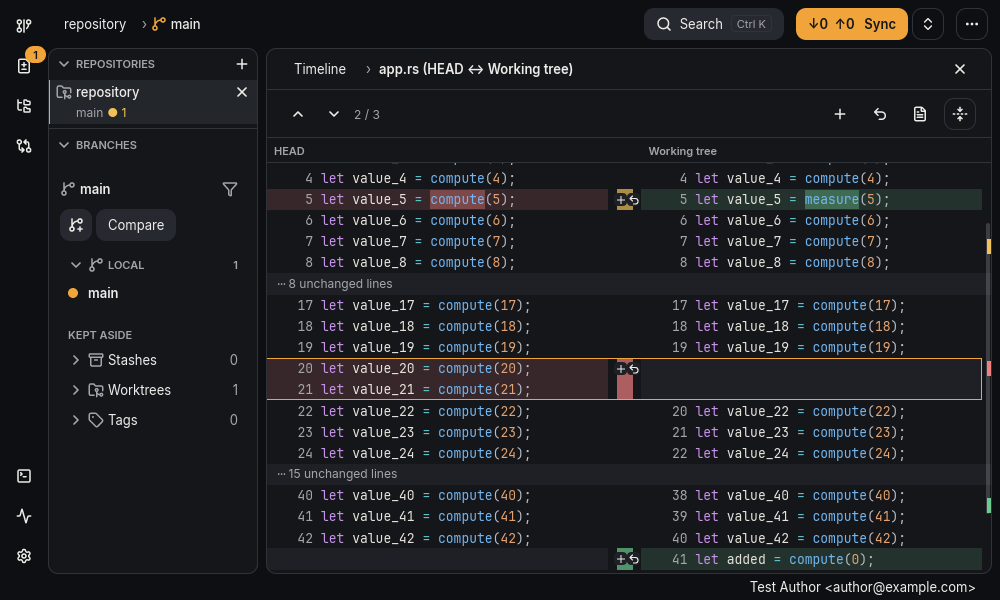 repository › main
Search Ctrl K
↓0 ↑0 Sync
1
REPOSITORIES
repository
main 1
BRANCHES
main
Compare
LOCAL 1
main
KEPT ASIDE
Stashes 0
Worktrees 1
Tags 0
Timeline › app.rs (HEAD ↔ Working tree)
2 / 3
HEAD Working tree
4 let value_4 = compute(4); 4 let value_4 = compute(4);
5 let value_5 = compute(5); 5 let value_5 = measure(5);
6 let value_6 = compute(6); 6 let value_6 = compute(6);
7 let value_7 = compute(7); 7 let value_7 = compute(7);
8 let value_8 = compute(8); 8 let value_8 = compute(8);
··· 8 unchanged lines
17 let value_17 = compute(17); 17 let value_17 = compute(17);
18 let value_18 = compute(18); 18 let value_18 = compute(18);
19 let value_19 = compute(19); 19 let value_19 = compute(19);
20 let value_20 = compute(20);
21 let value_21 = compute(21);
22 let value_22 = compute(22); 20 let value_22 = compute(22);
23 let value_23 = compute(23); 21 let value_23 = compute(23);
24 let value_24 = compute(24); 22 let value_24 = compute(24);
··· 15 unchanged lines
40 let value_40 = compute(40); 38 let value_40 = compute(40);
41 let value_41 = compute(41); 39 let value_41 = compute(41);
42 let value_42 = compute(42); 40 let value_42 = compute(42);
41 let added = compute(0);
Test Author <author@example.com>